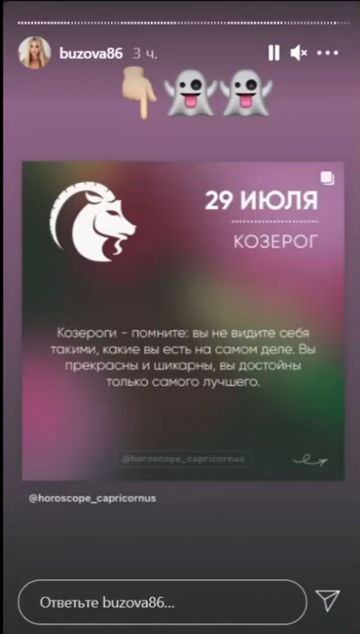 buzova86 3 ч.
29 ИЮЛЯ
КОЗЕРОГ
Козероги - помните: вы не видите себя
такими, какие вы есть на самом деле. Вы
прекрасны и шикарны, вы достойны
только самого лучшего.
@horoscope_capricornus
@horoscope_capricornus
Ответьте buzova86...